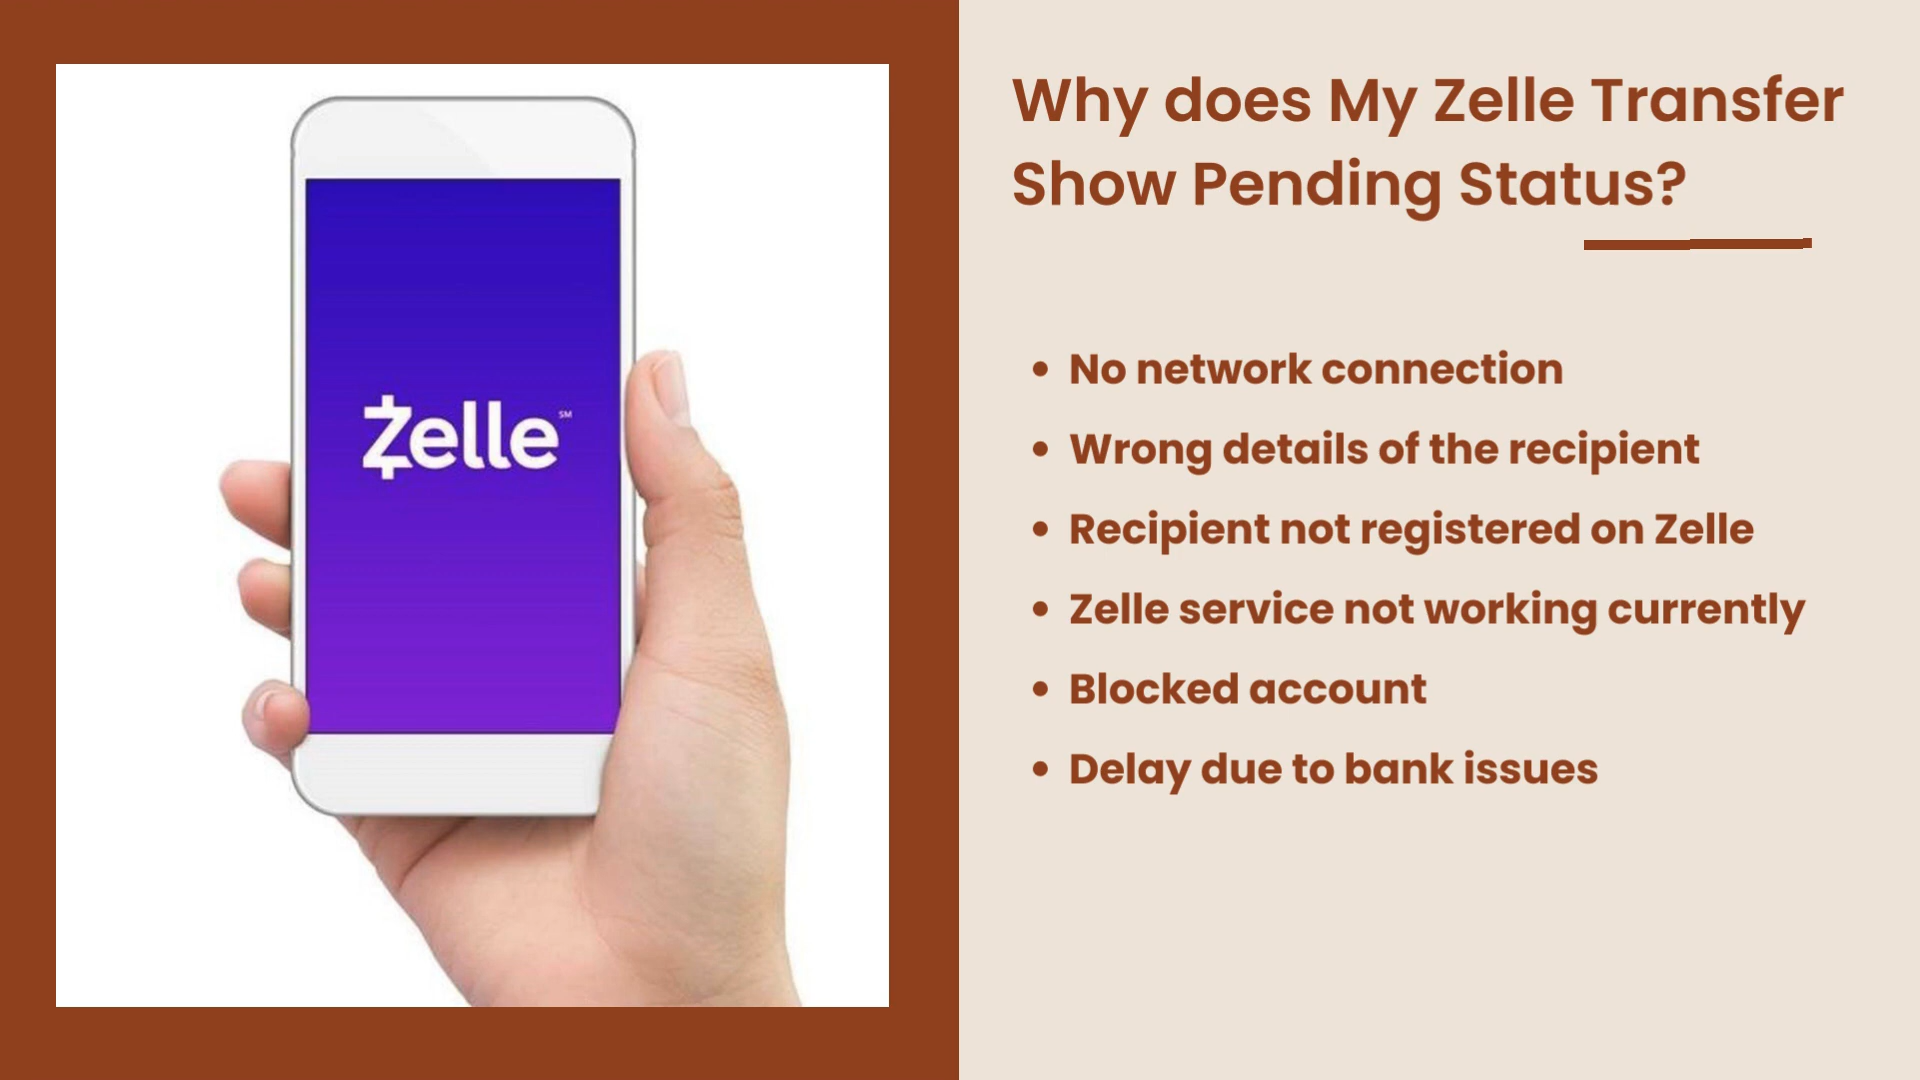 Why does My Zelle Transfer
Show Pending Status?
Zelle SM
• No network connection
• Wrong details of the recipient
• Recipient not registered on Zelle
• Zelle service not working currently
• Blocked account
• Delay due to bank issues